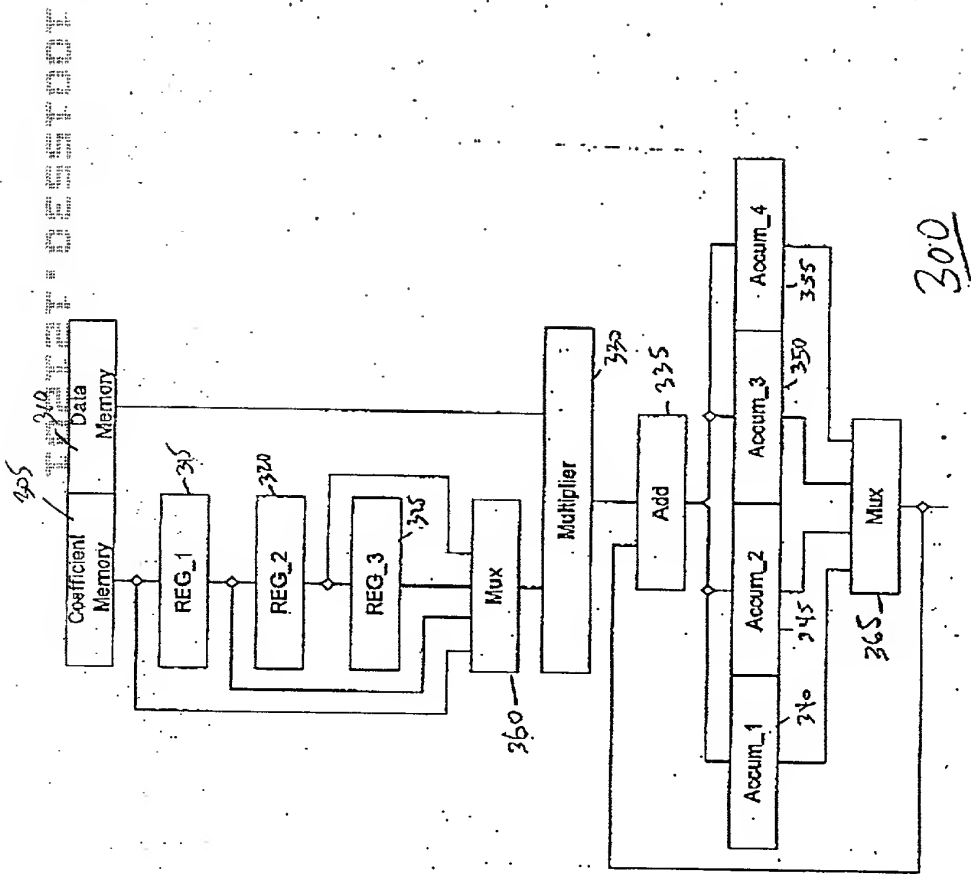 305
310
Coefficient
Memory
Data
Memory
315
REG_1
320
REG_2
325
REG_3
360
Mux
330
Multiplier
335
Add
Accum_1
Accum_2
Accum_3
Accum_4
340
345
350
355
365
Mux
300